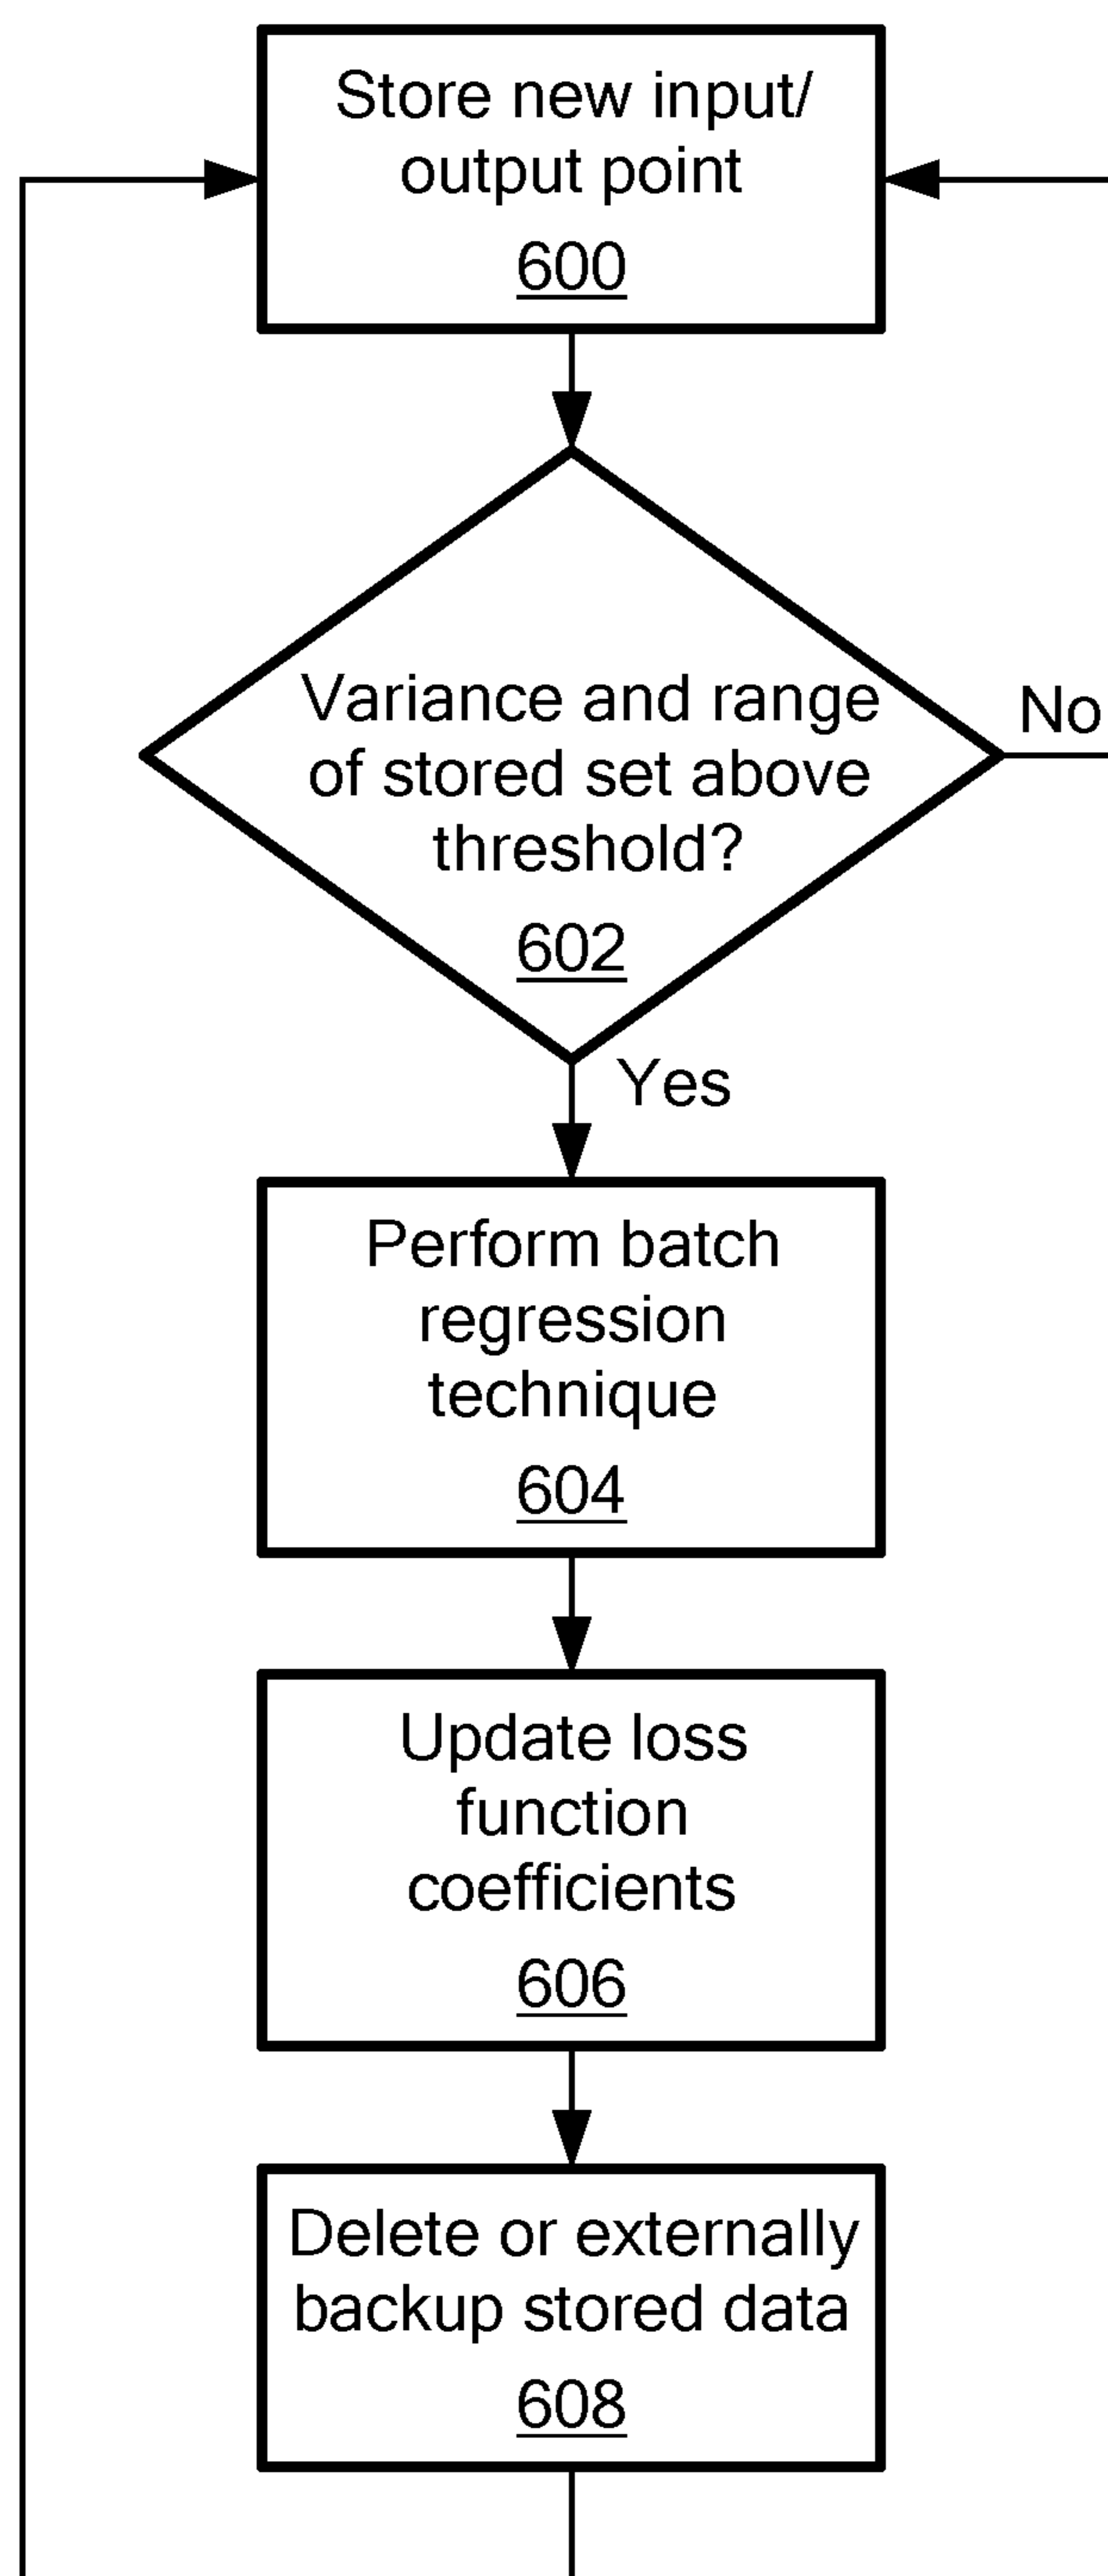 Store new input/
output point
600
Variance and range
of stored set above
threshold?
602
No
Yes
Perform batch
regression
technique
604
Update loss
function
coefficients
606
Delete or externally
backup stored data
608